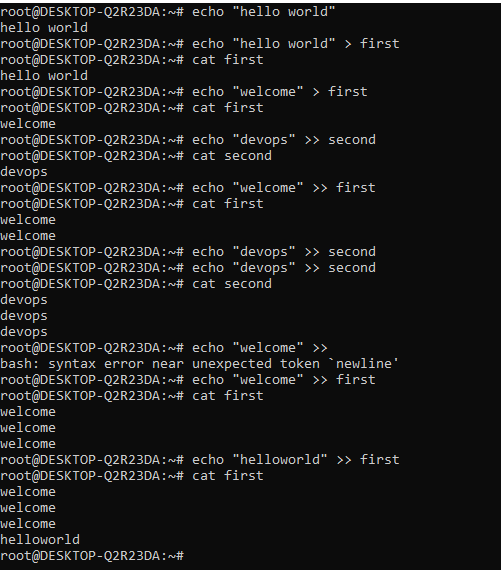 root@DESKTOP-Q2R23DA:~# echo "hello world"
hello world
root@DESKTOP-Q2R23DA:~# echo "hello world" > first
root@DESKTOP-Q2R23DA:~# cat first
hello world
root@DESKTOP-Q2R23DA:~# echo "welcome" > first
root@DESKTOP-Q2R23DA:~# cat first
welcome
root@DESKTOP-Q2R23DA:~# echo "devops" >> second
root@DESKTOP-Q2R23DA:~# cat second
devops
root@DESKTOP-Q2R23DA:~# echo "welcome" >> first
root@DESKTOP-Q2R23DA:~# cat first
welcome
welcome
root@DESKTOP-Q2R23DA:~# echo "devops" >> second
root@DESKTOP-Q2R23DA:~# echo "devops" >> second
root@DESKTOP-Q2R23DA:~# cat second
devops
devops
devops
root@DESKTOP-Q2R23DA:~# echo "welcome" >>
bash: syntax error near unexpected token `newline'
root@DESKTOP-Q2R23DA:~# echo "welcome" >> first
root@DESKTOP-Q2R23DA:~# cat first
welcome
welcome
welcome
root@DESKTOP-Q2R23DA:~# echo "helloworld" >> first
root@DESKTOP-Q2R23DA:~# cat first
welcome
welcome
welcome
helloworld
root@DESKTOP-Q2R23DA:~#